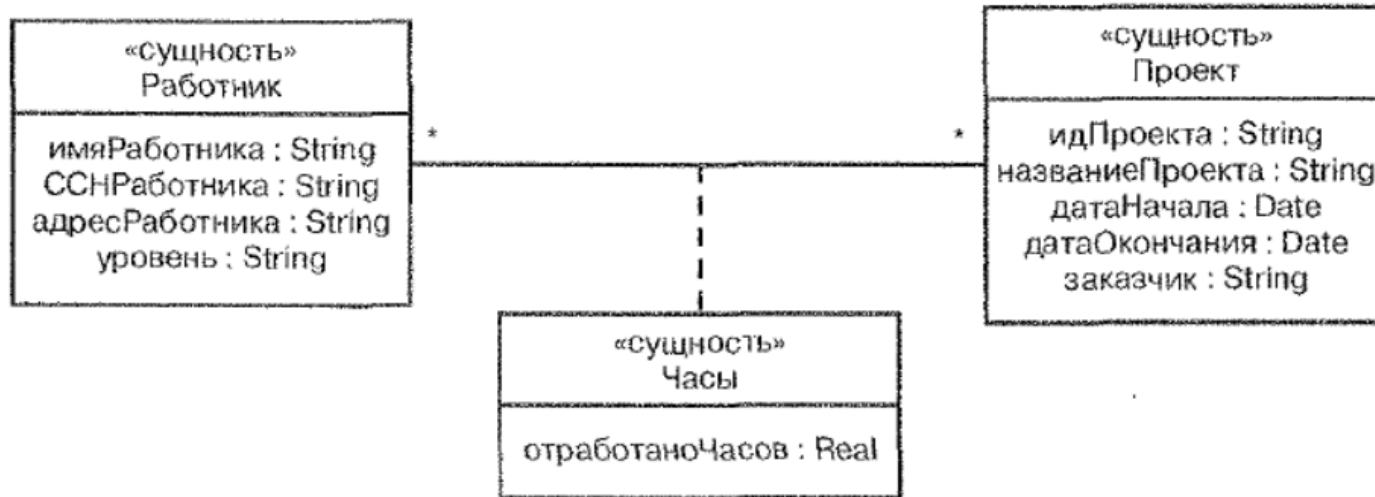 «сущность»
Работник
имяРаботника : String
ССНРаботника : String
адресРаботника : String
уровень : String
*
*
«сущность»
Проект
идПроекта : String
названиеПроекта : String
датаНачала : Date
датаОкончания : Date
заказчик : String
«сущность»
Часы
отработаноЧасов : Real